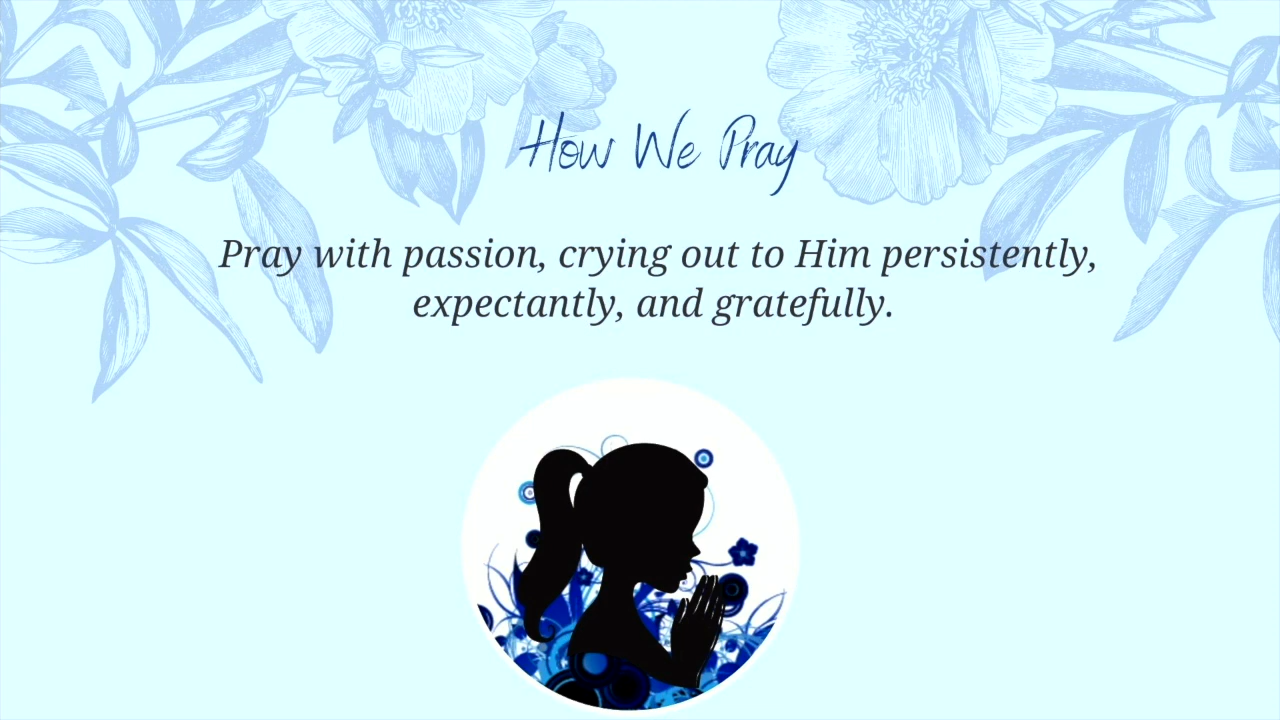 How We Pray
Pray with passion, crying out to Him persistently,
expectantly, and gratefully.